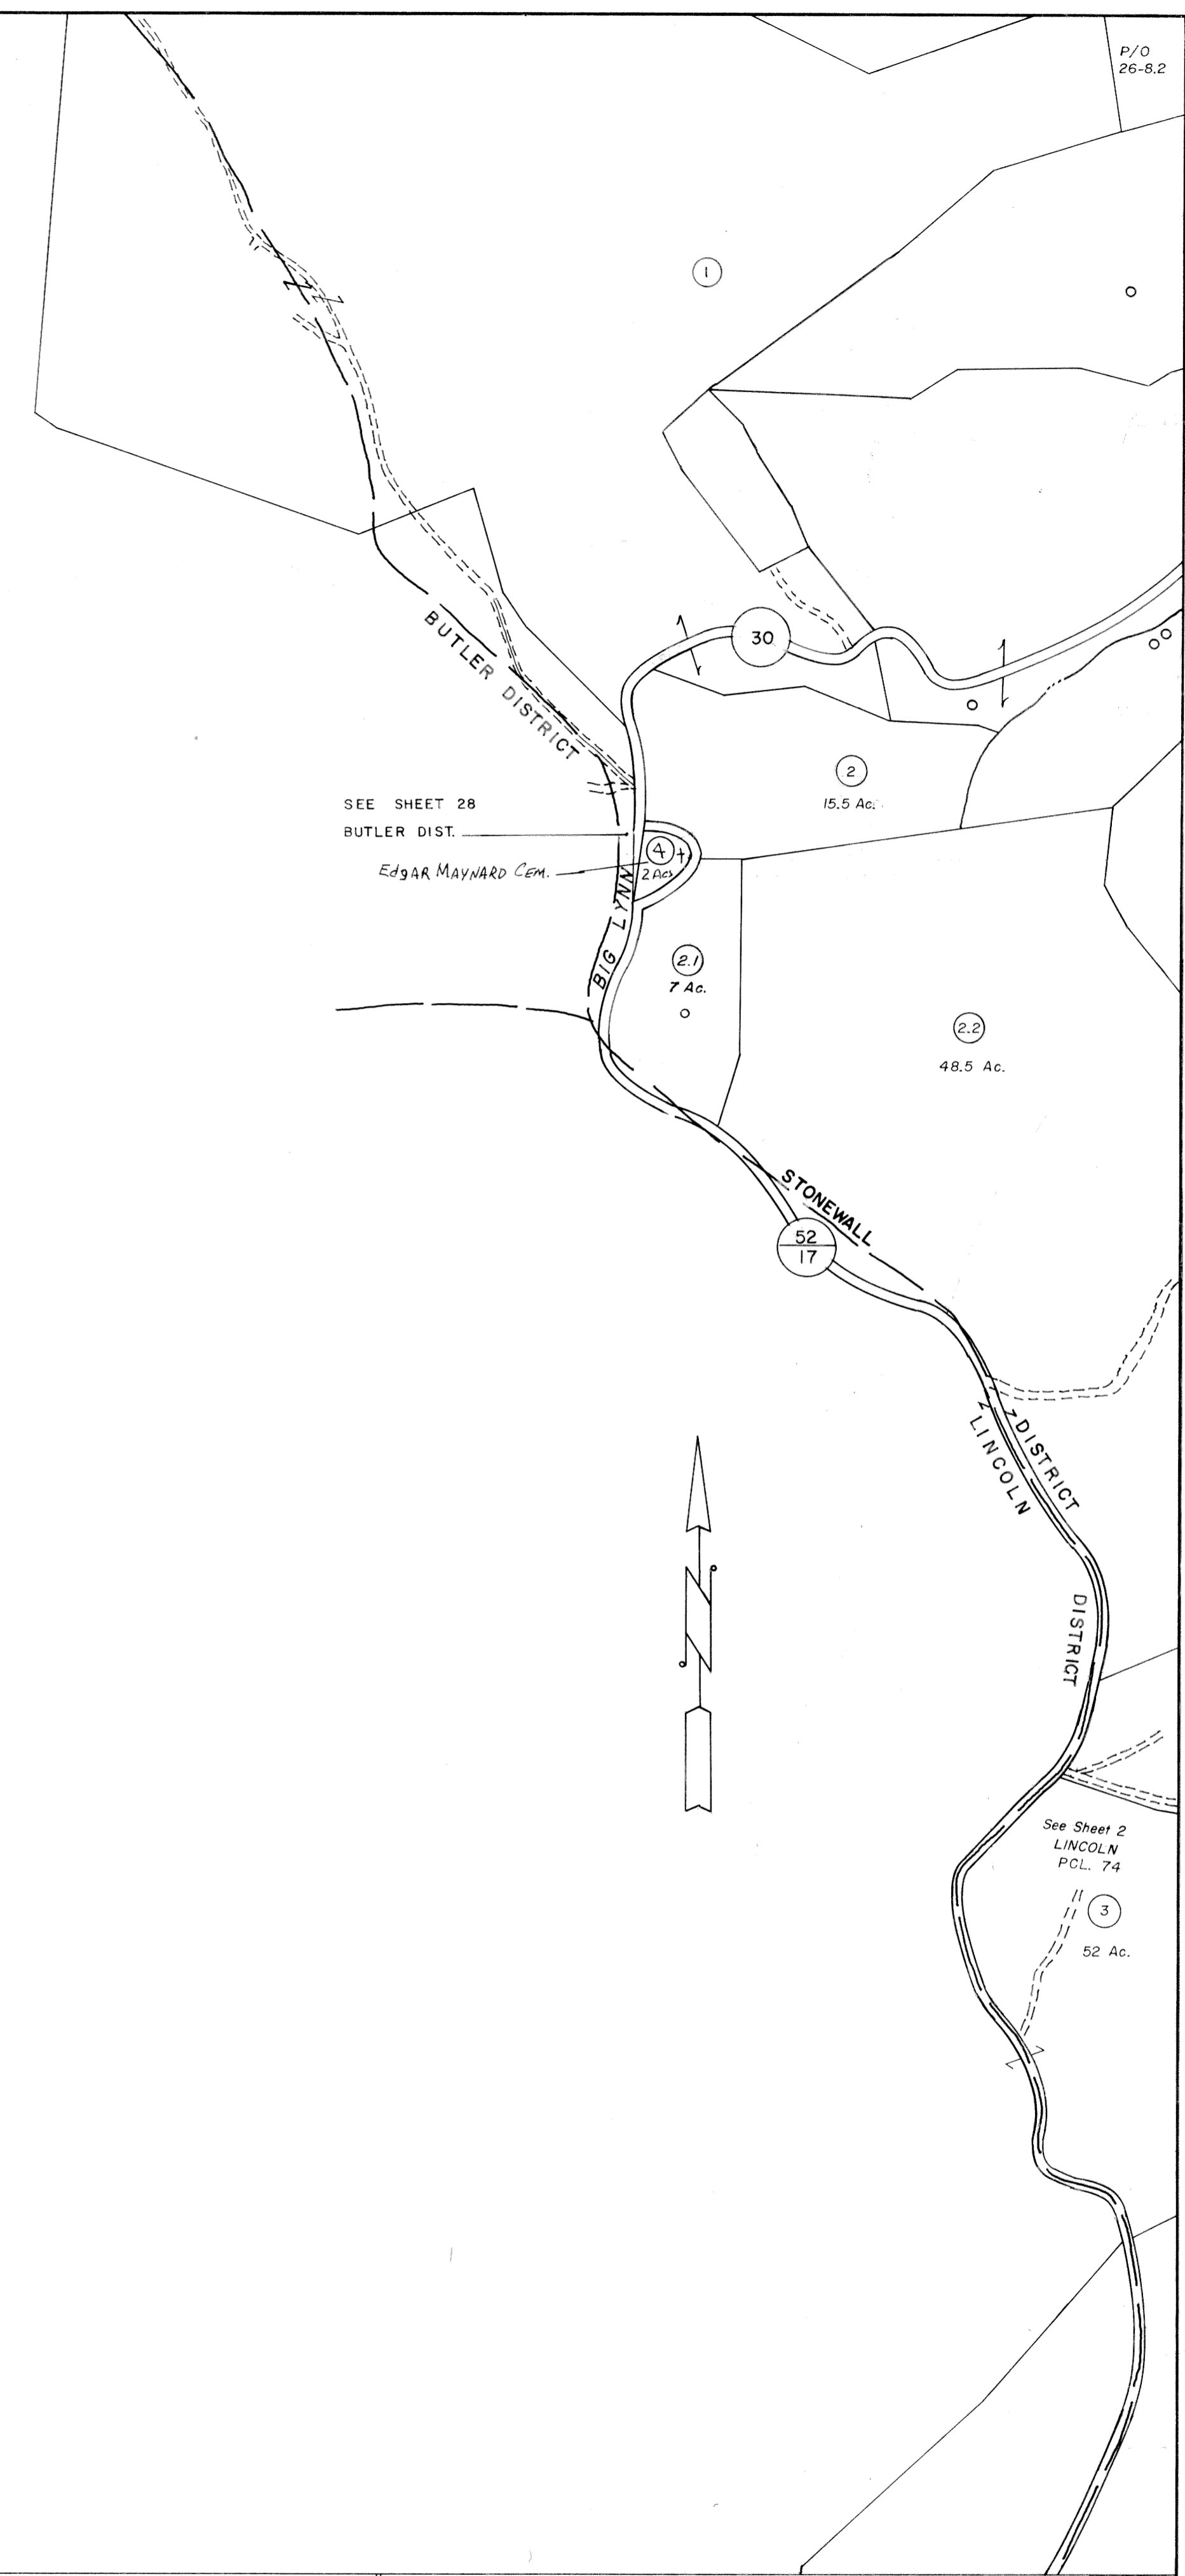 P/O
26-8.2
1
30
BUTLER DISTRICT
2
15.5 Ac.
SEE SHEET 28
BUTLER DIST.
4
2 Acs
Edgar Maynard Cem.
BIG LYNN
2.1
7 Ac.
2.2
48.5 Ac.
STONEWALL
52
17
DISTRICT
LINCOLN
DISTRICT
See Sheet 2
LINCOLN
PCL. 74
3
52 Ac.